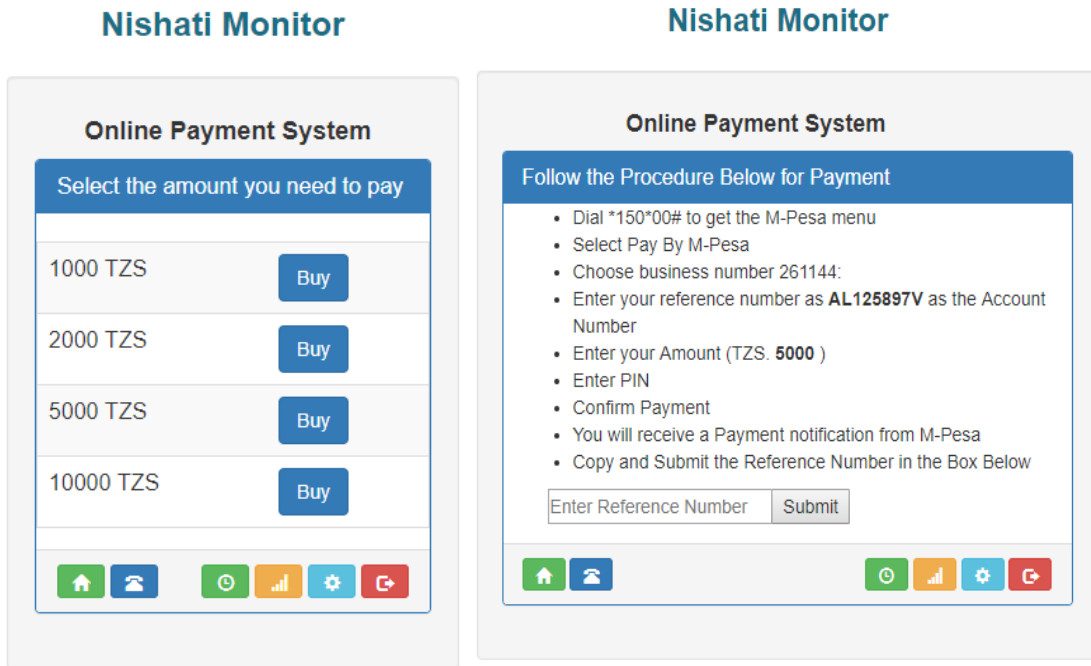 Nishati Monitor
Online Payment System
Select the amount you need to pay
1000 TZS
Buy
2000 TZS
Buy
5000 TZS
Buy
10000 TZS
Buy
Nishati Monitor
Online Payment System
Follow the Procedure Below for Payment
• Dial *150*00# to get the M-Pesa menu
• Select Pay By M-Pesa
• Choose business number 261144:
• Enter your reference number as AL125897V as the Account
Number
• Enter your Amount (TZS. 5000 )
• Enter PIN
• Confirm Payment
• You will receive a Payment notification from M-Pesa
• Copy and Submit the Reference Number in the Box Below
Enter Reference Number
Submit